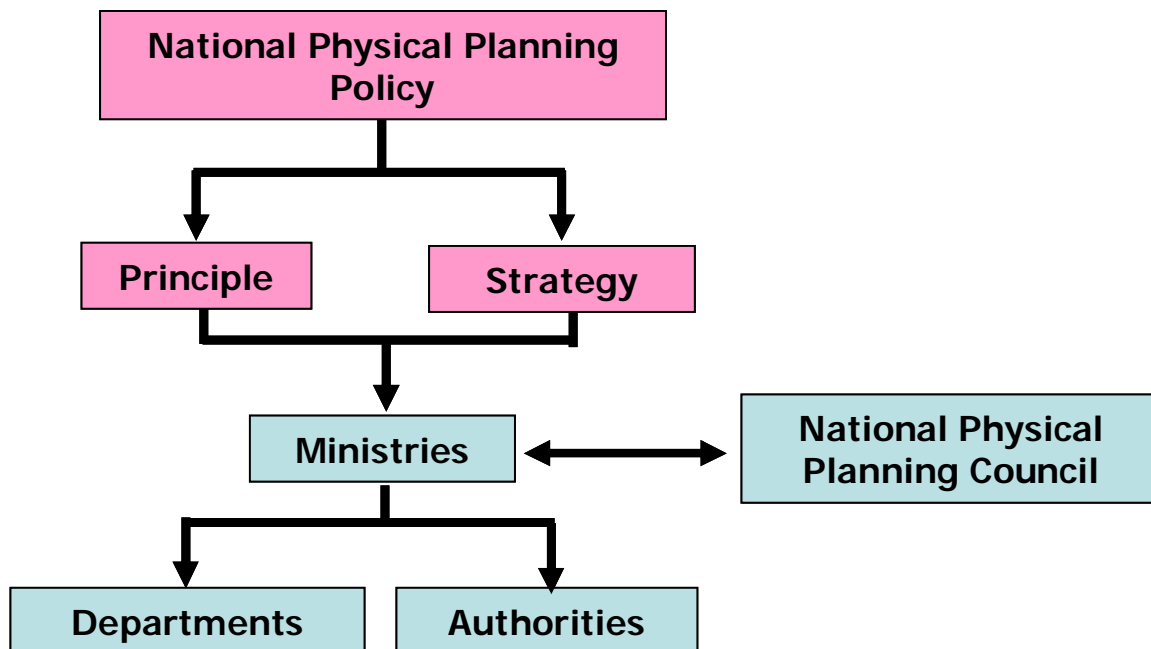 National Physical Planning
Policy
Principle
Strategy
Ministries
National Physical
Planning Council
Departments
Authorities